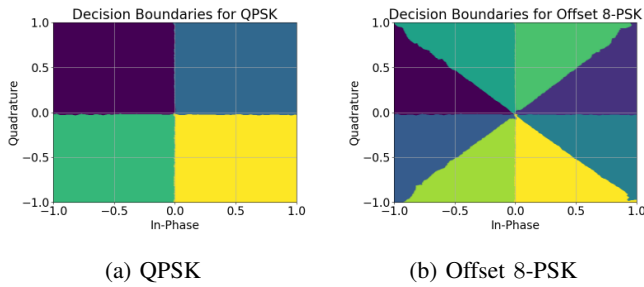 Decision Boundaries for QPSK
1.0
0.5
0.0
−0.5
−1.0
Quadrature
−1.0 −0.5 0.0 0.5 1.0
In-Phase
(a) QPSK
Decision Boundaries for Offset 8-PSK
1.0
0.5
0.0
−0.5
−1.0
Quadrature
−1.0 −0.5 0.0 0.5 1.0
In-Phase
(b) Offset 8-PSK